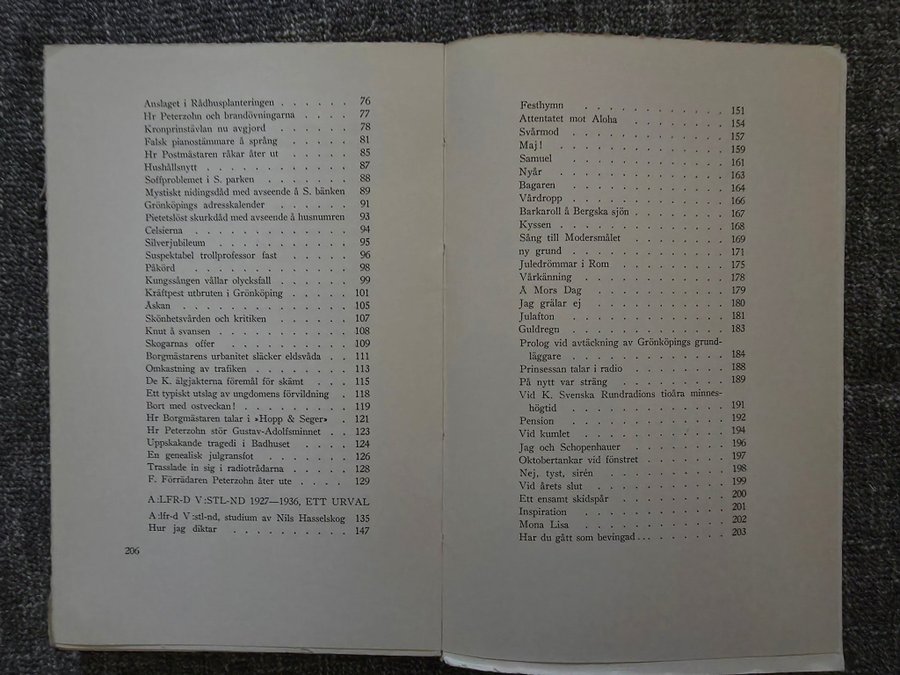 Anslaget i Rådhusplanteringen . . . . . . 76
Hr Peterzohn och brandövningarna . . . . 77
Kronprinstävlan nu avgjord . . . . . . 78
Falsk pianostämmare å språng . . . . . . 81
Hr Postmästaren råkar åter ut . . . . . . 85
Hushållsnytt . . . . . . . . . . . . 87
Soffproblemet i S. parken . . . . . . . 88
Mystiskt nidingsdåd med avseende å S. bänken 89
Grönköpings adresskalender . . . . . . 91
Pietetslöst skurkdåd med avseende å husnumren 93
Celsierna . . . . . . . . . . . . . 94
Silverjubileum . . . . . . . . . . . 95
Suspektabel trollprofessor fast . . . . . . 96
Påkörd . . . . . . . . . . . . . . 98
Kungssången vållar olycksfall . . . . . . 99
Kräftpest utbruten i Grönköping . . . . . 101
Åskan . . . . . . . . . . . . . . 105
Skönhetsvården och kritiken . . . . . . 107
Knut å svansen . . . . . . . . . . . 108
Skogarnas offer . . . . . . . . . . . 109
Borgmästarens urbanitet släcker eldsvåda . . 111
Omkastning av trafiken . . . . . . . . 113
De K. älgjakterna föremål för skämt . . . . 115
Ett typiskt utslag av ungdomens förvildning . 118
Bort med ostveckan! . . . . . . . . . 119
Hr Borgmästaren talar i »Hopp & Seger» . . 121
Hr Peterzohn stör Gustav-Adolfsminnet . . 123
Uppskakande tragedi i Badhuset . . . . . 124
En genealisk julgransfot . . . . . . . . 126
Trasslade in sig i radiotrådarna . . . . . . 128
F. Förrädaren Peterzohn åter ute . . . . . 129
A:LFR-D V:STL-ND 1927—1936, ETT URVAL
A:lfr-d V:stl-nd, studium av Nils Hasselskog 135
Hur jag diktar . . . . . . . . . . 147
206
Festhymn . . . . . . . . . . . . 151
Attentatet mot Aloha . . . . . . . . . 154
Svårmod . . . . . . . . . . . . . 157
Maj! . . . . . . . . . . . . . . 159
Samuel . . . . . . . . . . . . . 161
Nyår . . . . . . . . . . . . . . 163
Bagaren . . . . . . . . . . . . . 164
Vårdropp . . . . . . . . . . . . . 166
Barkaroll å Bergska sjön . . . . . . . . 167
Kyssen . . . . . . . . . . . . . . 168
Sång till Modersmålet . . . . . . . . . 169
ny grund . . . . . . . . . . . . . 171
Juledrömmar i Rom . . . . . . . . . 175
Vårkänning . . . . . . . . . . . . 178
Å Mors Dag . . . . . . . . . . . . 179
Jag grälar ej . . . . . . . . . . . . 180
Julafton . . . . . . . . . . . . . 181
Guldregn . . . . . . . . . . . . . 183
Prolog vid avtäckning av Grönköpings grund-
läggare . . . . . . . . . . . . . 184
Prinsessan talar i radio . . . . . . . . 188
På nytt var sträng . . . . . . . . . . 189
Vid K. Svenska Rundradions tioåra minnes-
högtid . . . . . . . . . . . . . 191
Pension . . . . . . . . . . . . . 192
Vid kumlet . . . . . . . . . . . . 194
Jag och Schopenhauer . . . . . . . . . 196
Oktobertankar vid fönstret . . . . . . . 197
Nej, tyst, sirén . . . . . . . . . . . 198
Vid årets slut . . . . . . . . . . . 199
Ett ensamt skidspår . . . . . . . . . . 200
Inspiration . . . . . . . . . . . . 201
Mona Lisa . . . . . . . . . . . . . 202
Har du gått som bevingad... . . . . . . . 203